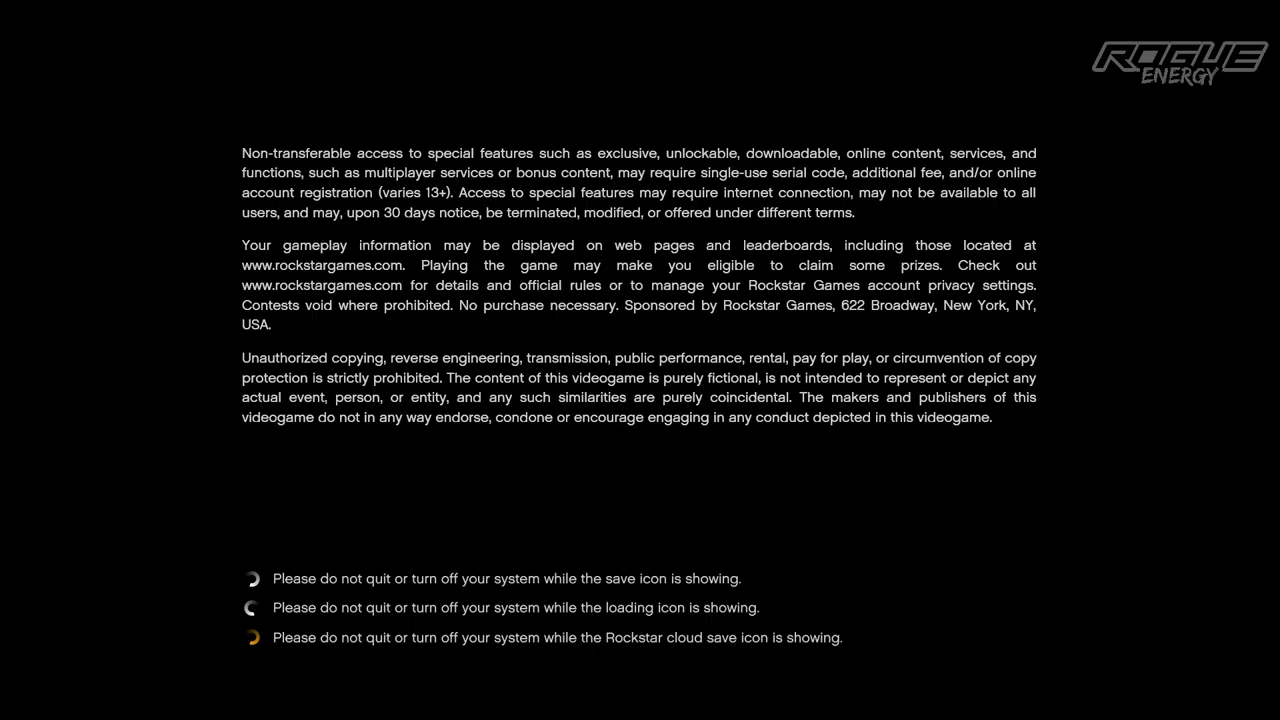 ROGUE
ENERGY
Non-transferable access to special features such as exclusive, unlockable, downloadable, online content, services, and
functions, such as multiplayer services or bonus content, may require single-use serial code, additional fee, and/or online
account registration (varies 13+). Access to special features may require internet connection, may not be available to all
users, and may, upon 30 days notice, be terminated, modified, or offered under different terms.
Your gameplay information may be displayed on web pages and leaderboards, including those located at
www.rockstargames.com. Playing the game may make you eligible to claim some prizes. Check out
www.rockstargames.com for details and official rules or to manage your Rockstar Games account privacy settings.
Contests void where prohibited. No purchase necessary. Sponsored by Rockstar Games, 622 Broadway, New York, NY,
USA.
Unauthorized copying, reverse engineering, transmission, public performance, rental, pay for play, or circumvention of copy
protection is strictly prohibited. The content of this videogame is purely fictional, is not intended to represent or depict any
actual event, person, or entity, and any such similarities are purely coincidental. The makers and publishers of this
videogame do not in any way endorse, condone or encourage engaging in any conduct depicted in this videogame.
Please do not quit or turn off your system while the save icon is showing.
Please do not quit or turn off your system while the loading icon is showing.
Please do not quit or turn off your system while the Rockstar cloud save icon is showing.